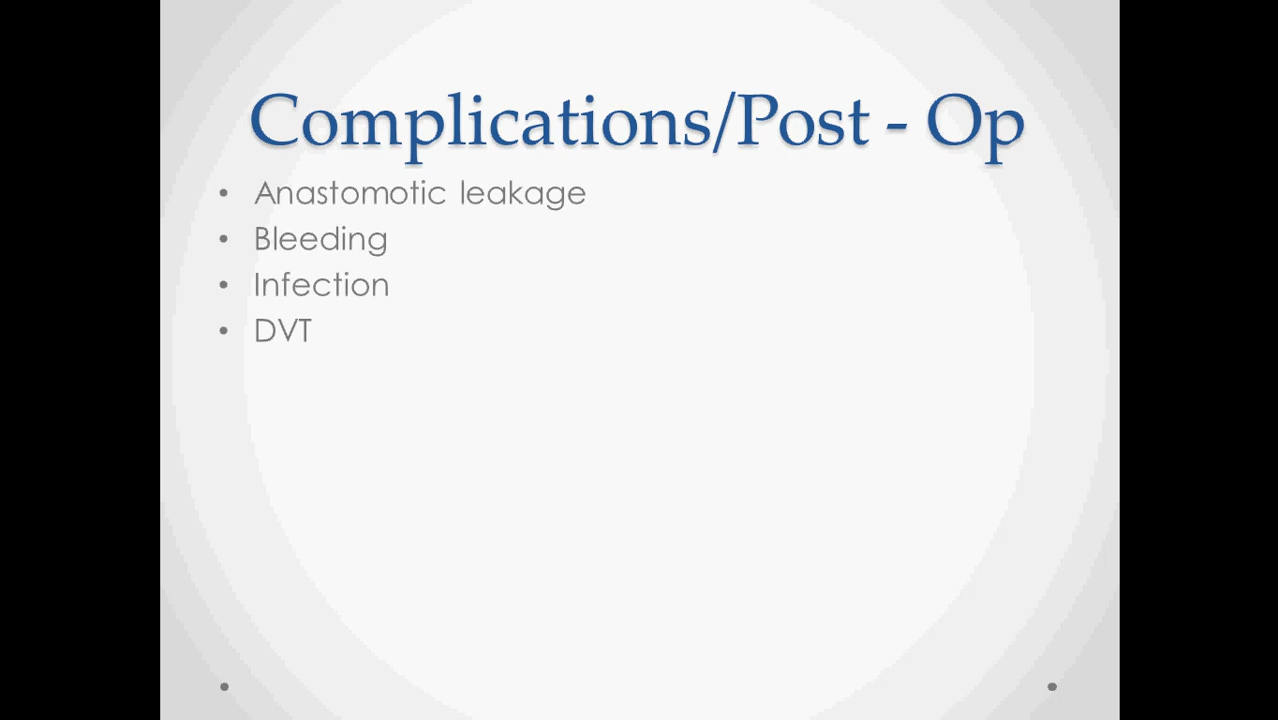 Complications/Post - Op
• Anastomotic leakage
• Bleeding
• Infection
• DVT